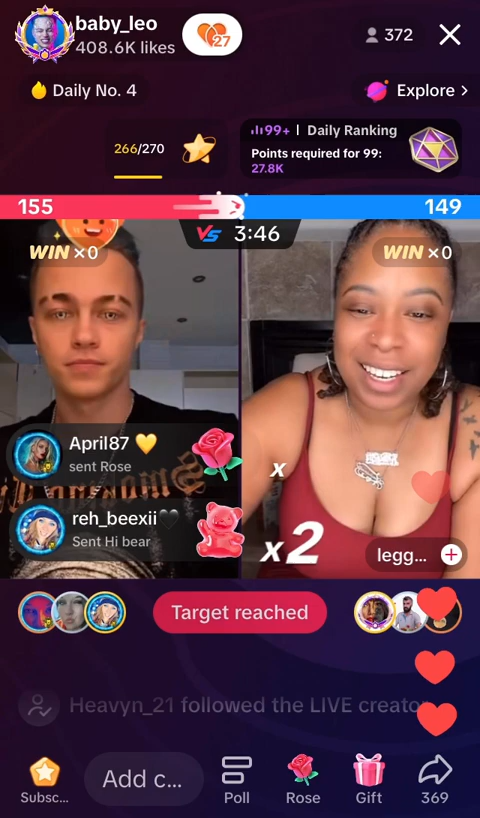 baby_leo
408.6K likes
27
372
Daily No. 4
Explore >
266/270
99+ | Daily Ranking
Points required for 99:
27.8K
155
149
VS 3:46
WIN ×0
WIN ×0
April87 💛
sent Rose
reh_beexii🖤
Sent Hi bear
x
x2
legg...
Target reached
Heavyn_21 followed the LIVE creator
Add c...
Subsc...
Poll
Rose
Gift
369